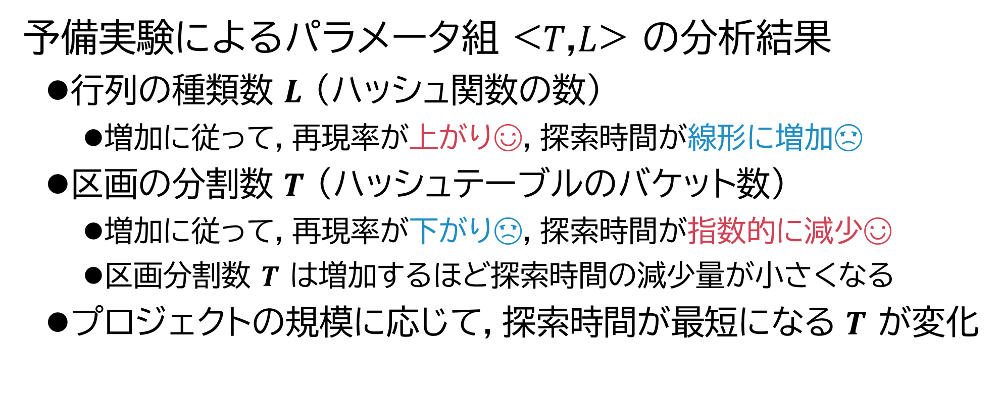 予備実験によるパラメータ組 <T,L> の分析結果
●行列の種類数 L（ハッシュ関数の数）
●増加に従って, 再現率が上がり☺, 探索時間が線形に増加☹
●区画の分割数 T（ハッシュテーブルのバケット数）
●増加に従って, 再現率が下がり☹, 探索時間が指数的に減少☺
●区画分割数 T は増加するほど探索時間の減少量が小さくなる
●プロジェクトの規模に応じて, 探索時間が最短になる T が変化